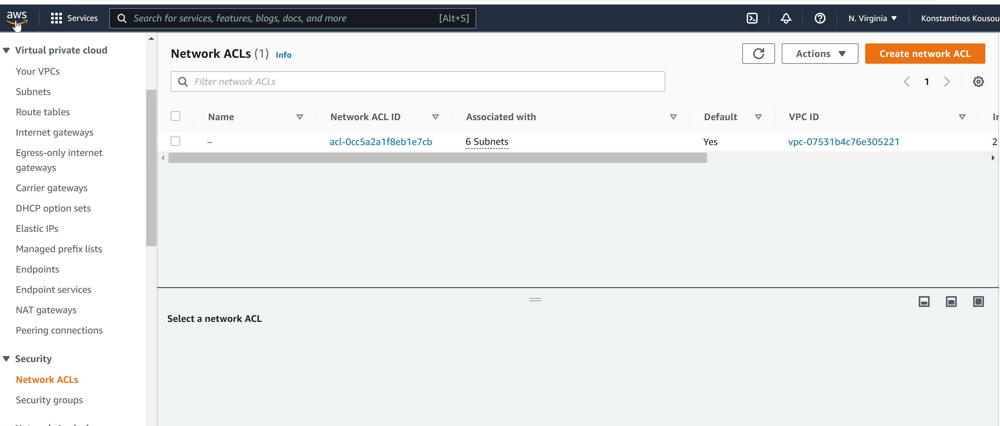 aws
Services
Search for services, features, blogs, docs, and more
[Alt+S]
N. Virginia
Konstantinos Kousou
Virtual private cloud
Your VPCs
Subnets
Route tables
Internet gateways
Egress-only internet
gateways
Carrier gateways
DHCP option sets
Elastic IPs
Managed prefix lists
Endpoints
Endpoint services
NAT gateways
Peering connections
Security
Network ACLs
Security groups
Network ACLs (1) Info
Actions
Create network ACL
Filter network ACLs
1
Name Network ACL ID Associated with Default VPC ID
– acl-0cc5a2a1f8eb1e7cb 6 Subnets Yes vpc-07531b4c76e305221 2
Select a network ACL